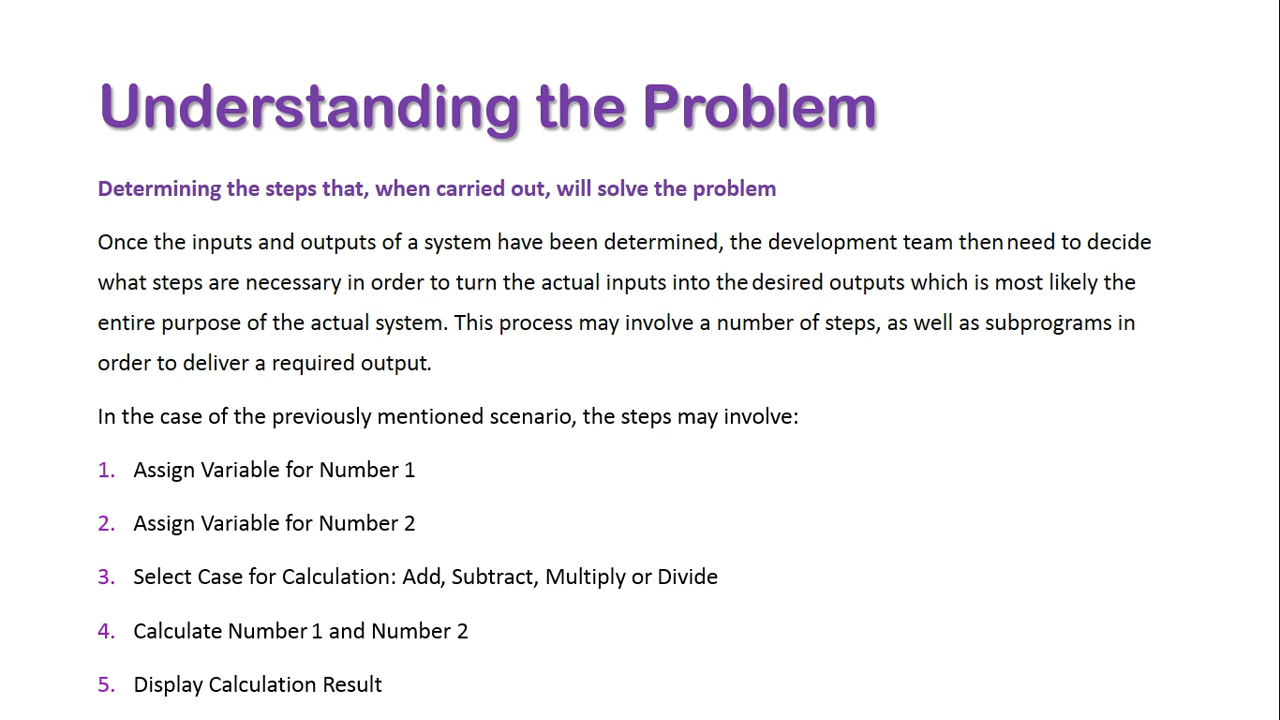 Understanding the Problem
Determining the steps that, when carried out, will solve the problem
Once the inputs and outputs of a system have been determined, the development team then need to decide
what steps are necessary in order to turn the actual inputs into the desired outputs which is most likely the
entire purpose of the actual system. This process may involve a number of steps, as well as subprograms in
order to deliver a required output.
In the case of the previously mentioned scenario, the steps may involve:
1. Assign Variable for Number 1
2. Assign Variable for Number 2
3. Select Case for Calculation: Add, Subtract, Multiply or Divide
4. Calculate Number 1 and Number 2
5. Display Calculation Result